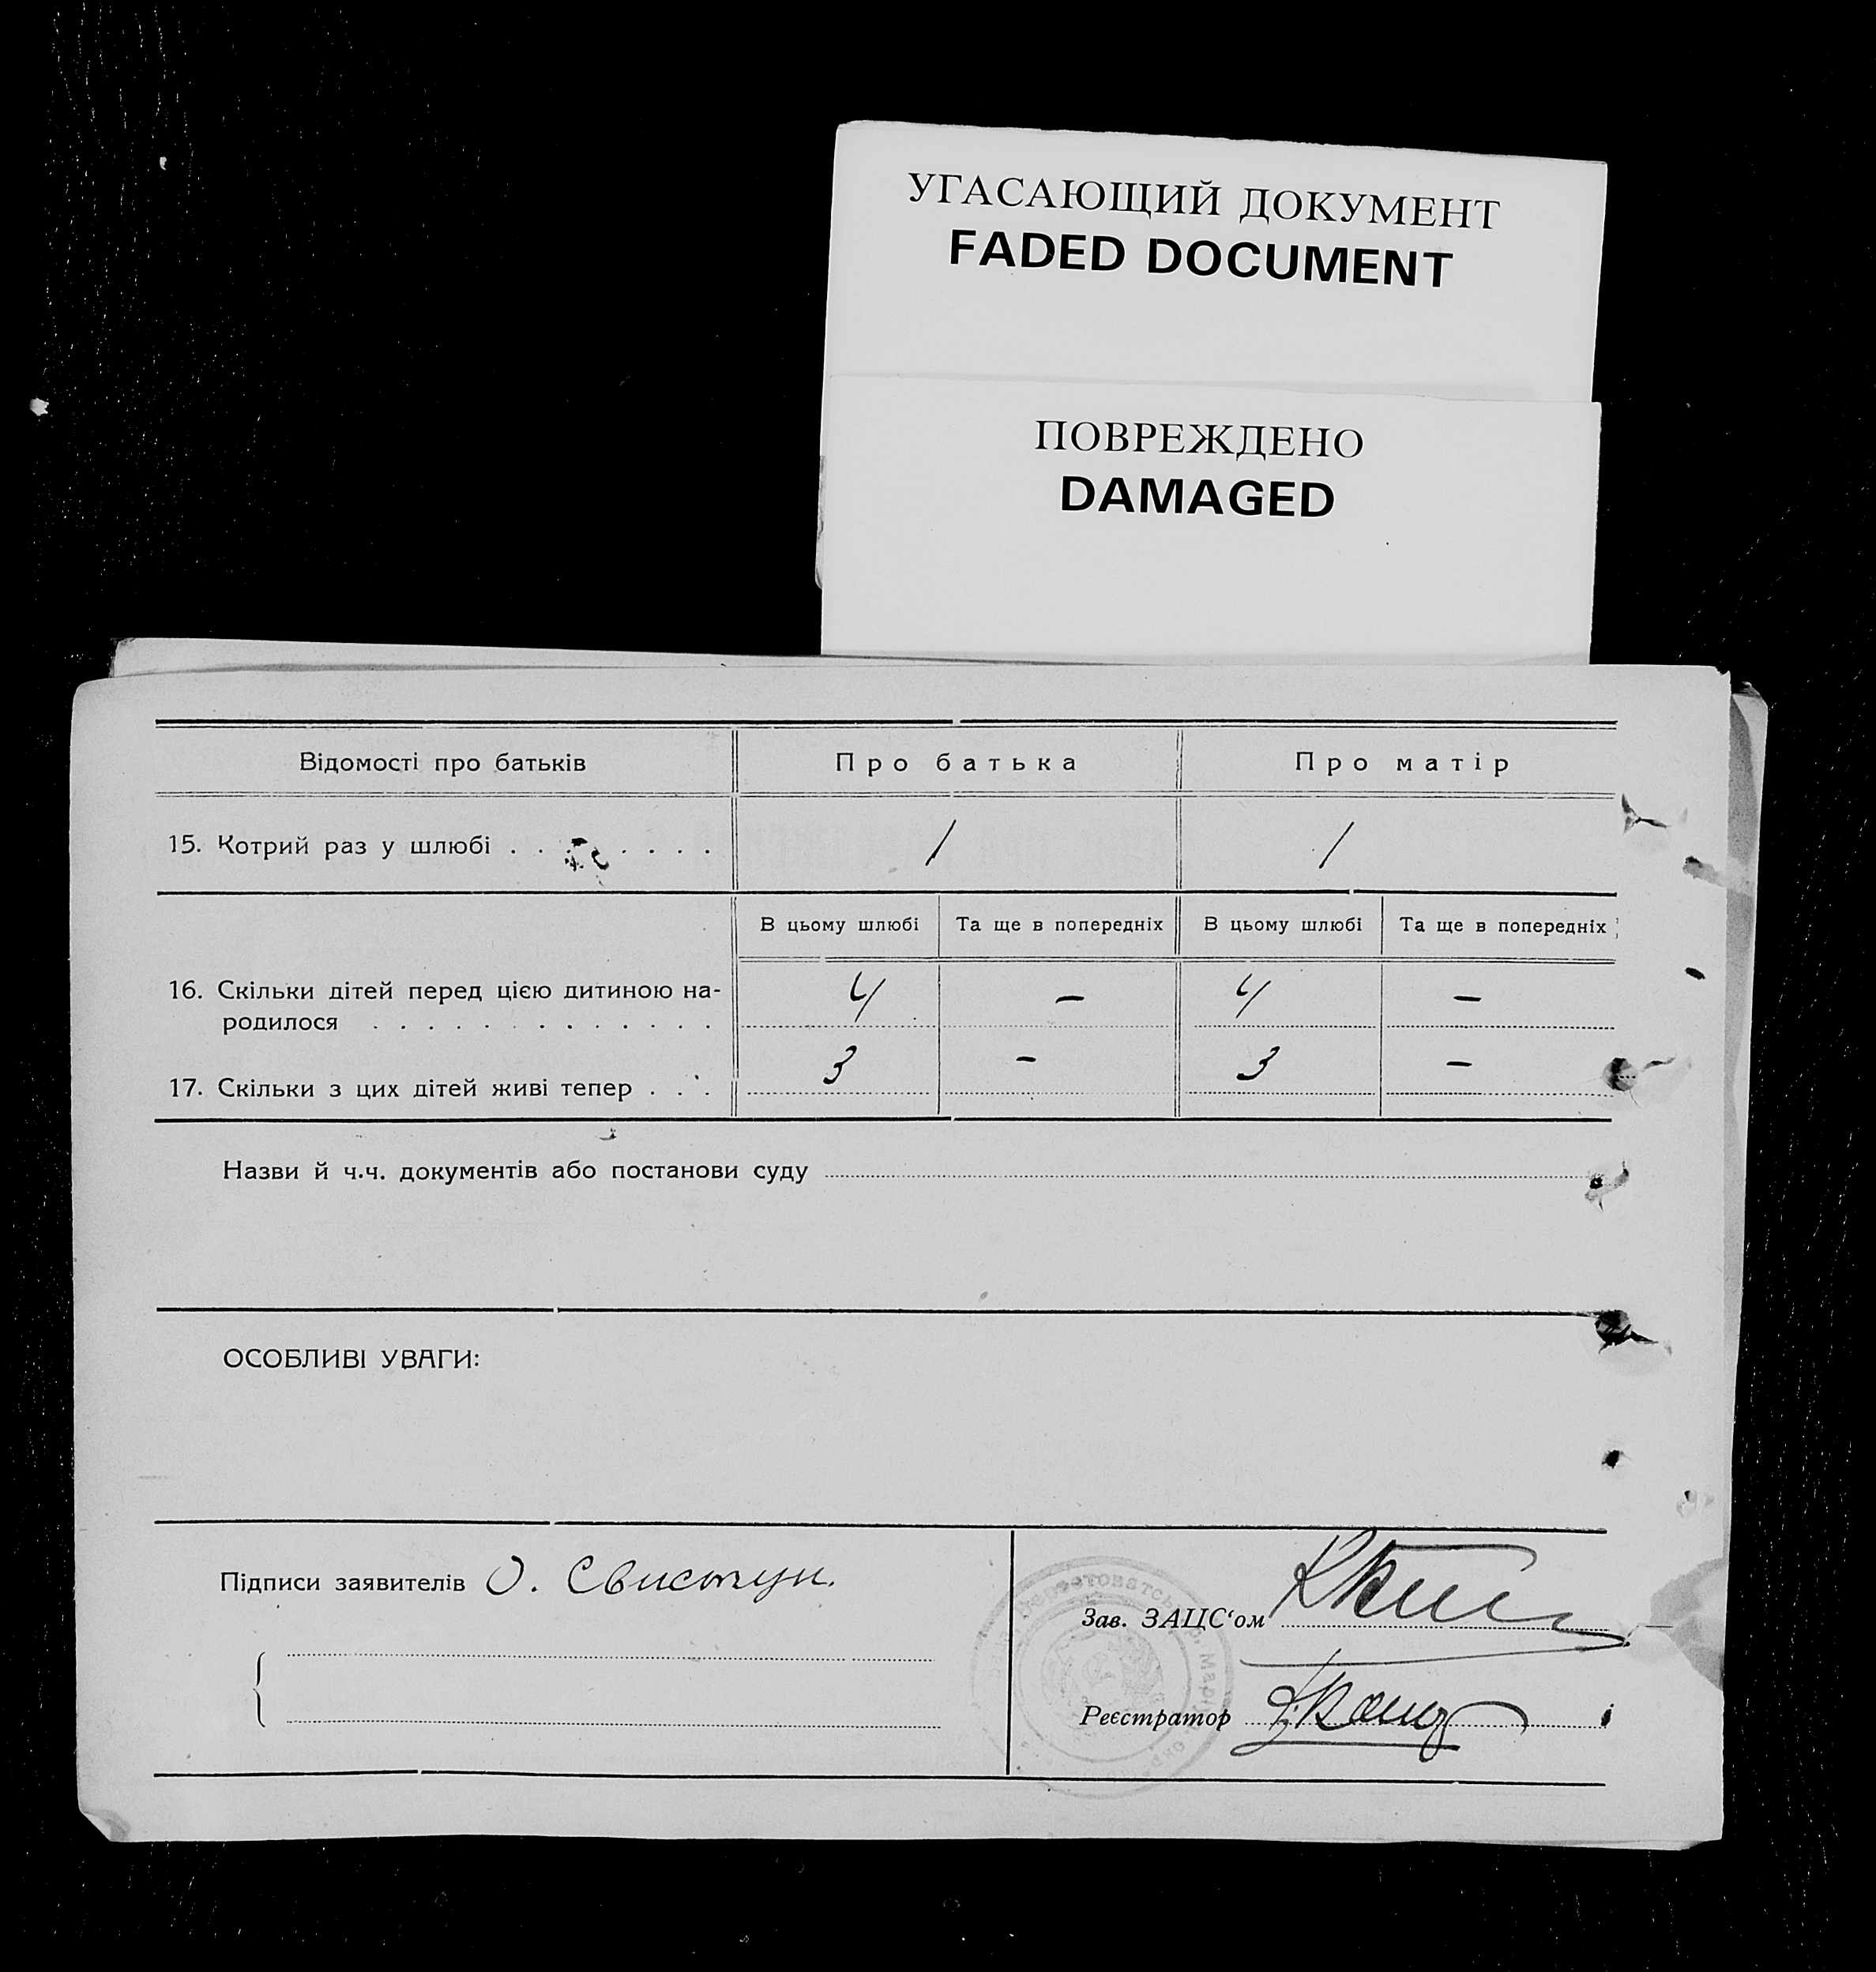 УГАСАЮЩИЙ ДОКУМЕНТ
FADED DOCUMENT
ПОВРЕЖДЕНО
DAMAGED
Відомості про батьків Про батька Про матір
15. Котрий раз у шлюбі . . . . . . . . / /
В цьому шлюбі Та ще в попередніх В цьому шлюбі Та ще в попередніх
16. Скільки дітей перед цією дитиною на- 4 — 4 —
родилося . . . . . . . . . . . . .
17. Скільки з цих дітей живі тепер . . . 3 — 3 —
Назви й ч.ч. документів або постанови суду
ОСОБЛИВІ УВАГИ:
Підписи заявителів О. Свистун.
Зав. ЗАЦС‘ом
Реєстратор